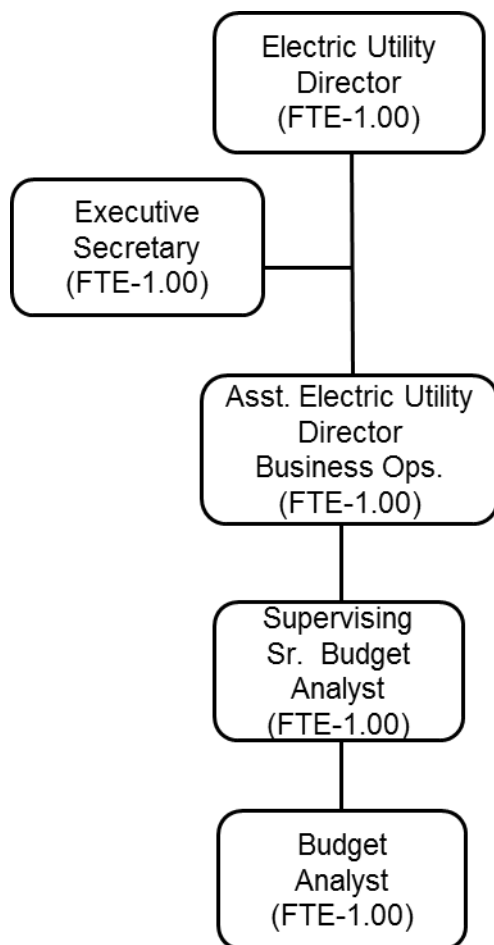 Electric Utility
Director
(FTE-1.00)
Executive
Secretary
(FTE-1.00)
Asst. Electric Utility
Director
Business Ops.
(FTE-1.00)
Supervising
Sr.  Budget
Analyst
(FTE-1.00)
Budget
Analyst
(FTE-1.00)